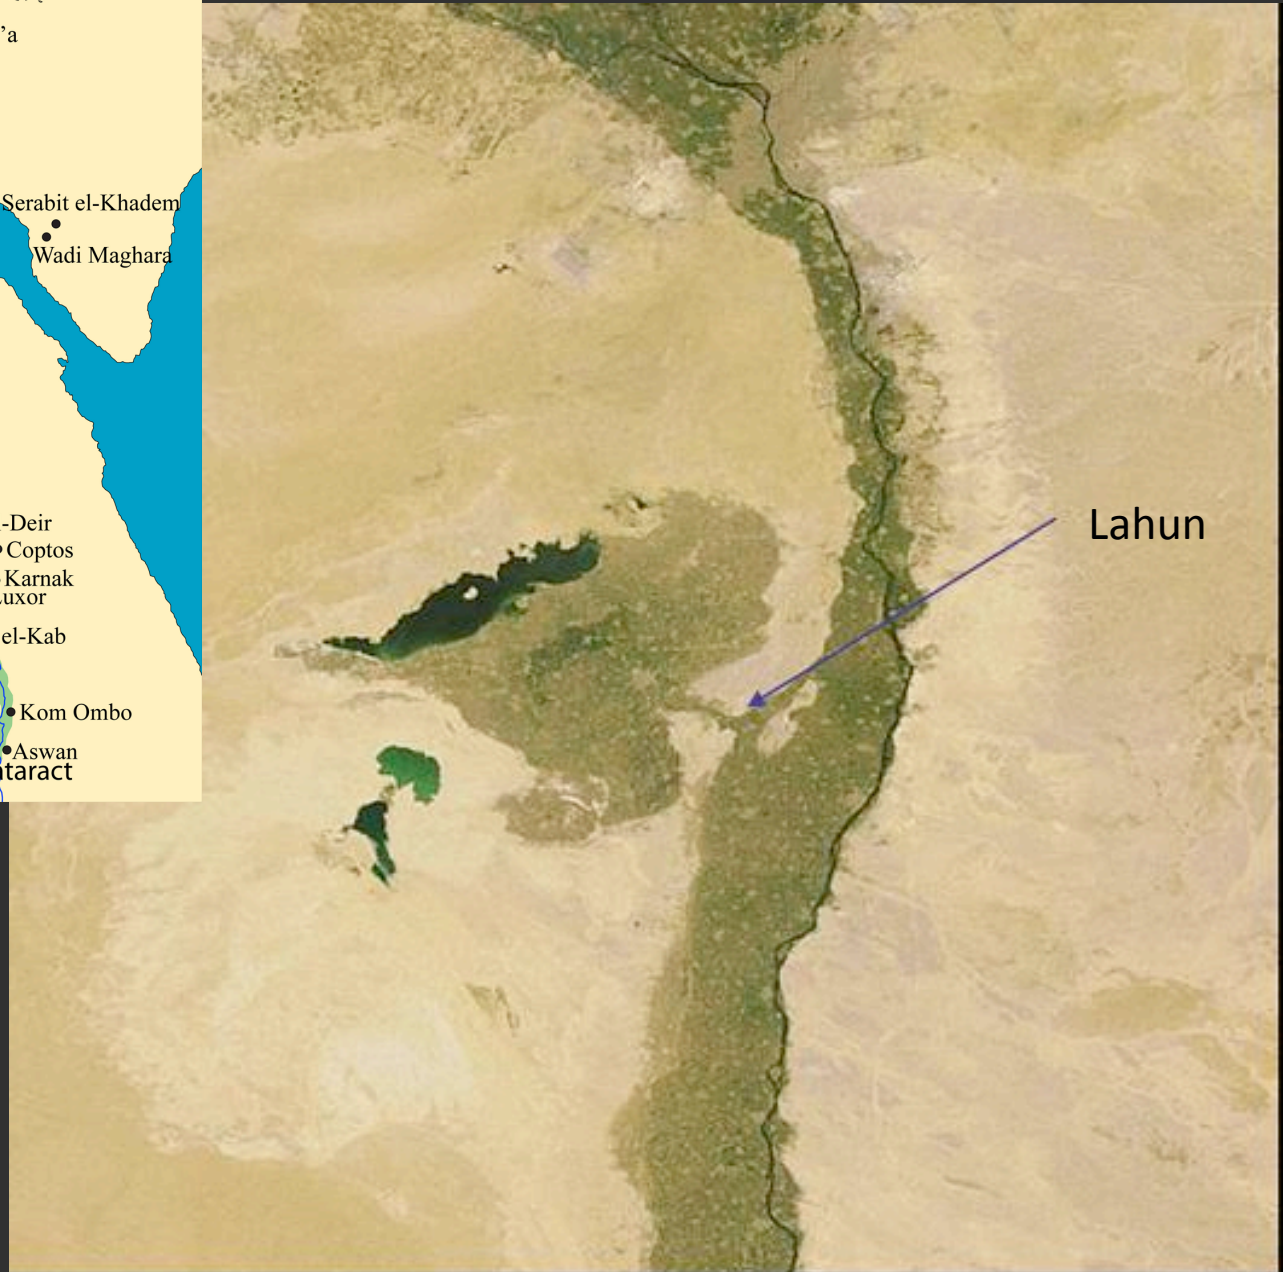 ’a
Serabit el-Khadem
Wadi Maghara
-Deir
Coptos
Karnak
uxor
el-Kab
Kom Ombo
Aswan
taract
Lahun